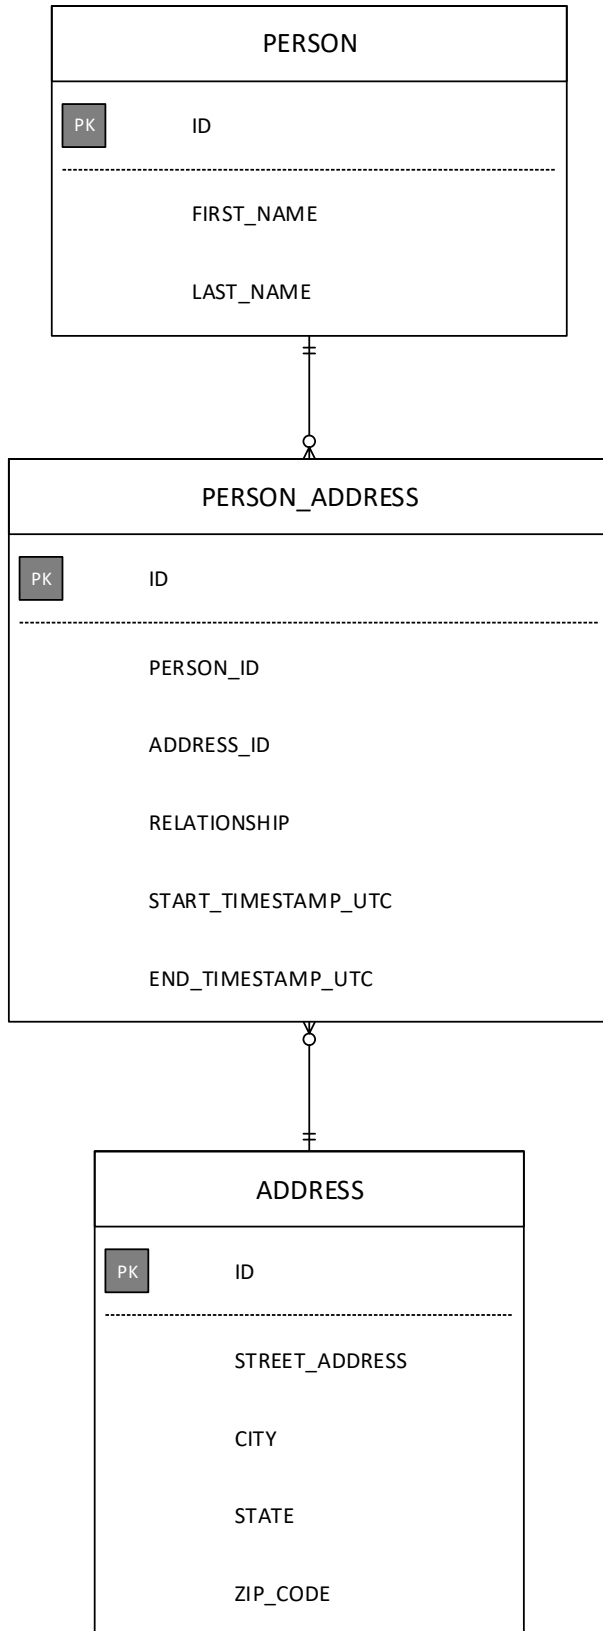 PERSON
PK ID
FIRST_NAME
LAST_NAME
PERSON_ADDRESS
PK ID
PERSON_ID
ADDRESS_ID
RELATIONSHIP
START_TIMESTAMP_UTC
END_TIMESTAMP_UTC
ADDRESS
PK ID
STREET_ADDRESS
CITY
STATE
ZIP_CODE